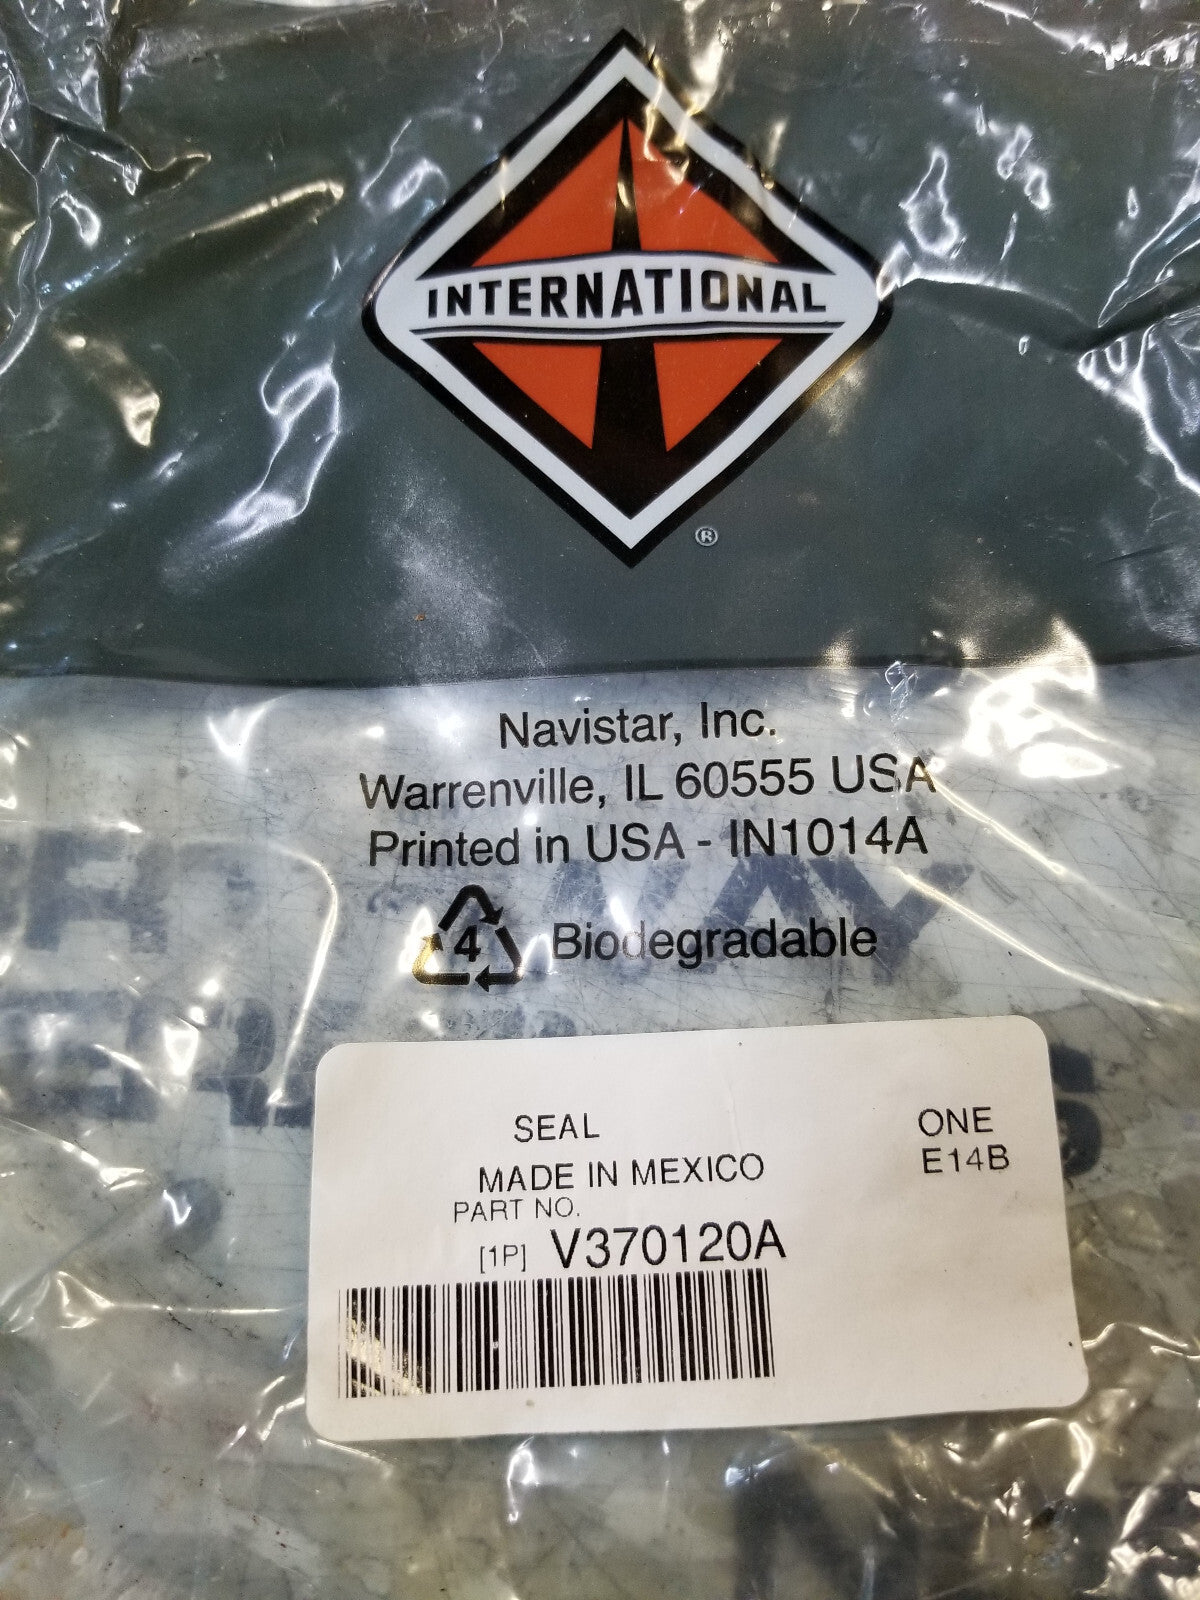 INTERNATIONAL
®
Navistar, Inc.
Warrenville, IL 60555 USA
Printed in USA - IN1014A
4 Biodegradable
SEAL ONE
MADE IN MEXICO E14B
PART NO.
[1P] V370120A